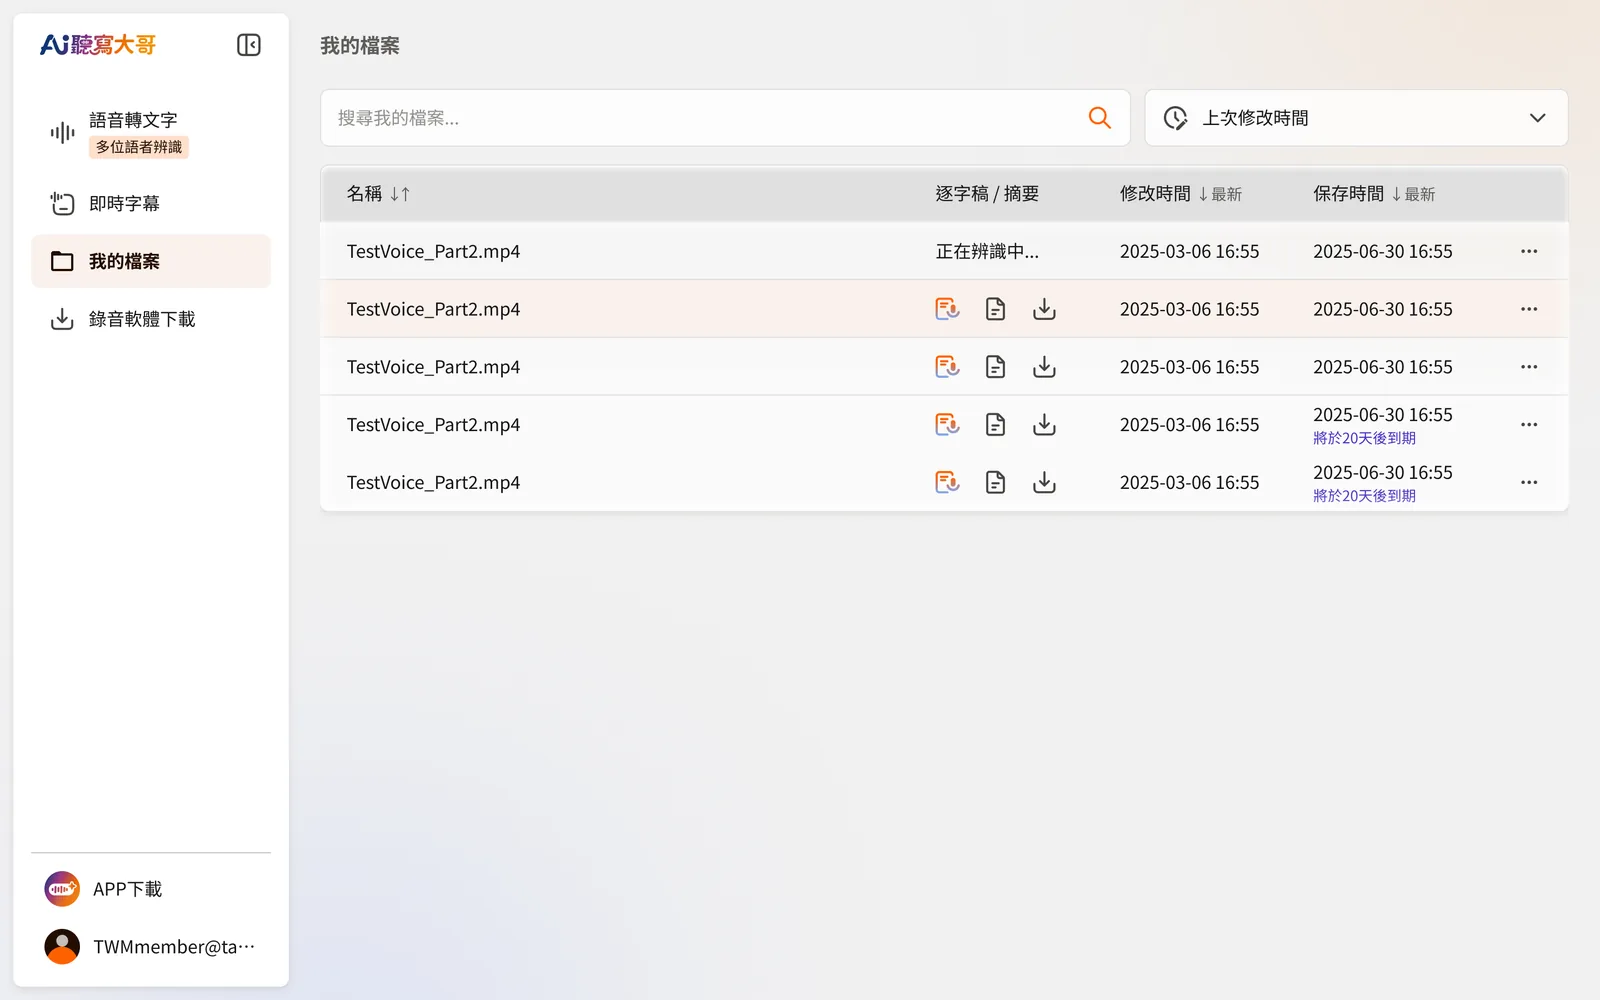 Ai聽寫大哥
語音轉文字
多位語者辨識
即時字幕
我的檔案
錄音軟體下載
APP下載
TWMmember@ta···
我的檔案
搜尋我的檔案...
上次修改時間
名稱 ↓↑ 逐字稿 / 摘要 修改時間 ↓最新 保存時間 ↓最新
TestVoice_Part2.mp4 正在辨識中... 2025-03-06 16:55 2025-06-30 16:55
TestVoice_Part2.mp4 2025-03-06 16:55 2025-06-30 16:55
TestVoice_Part2.mp4 2025-03-06 16:55 2025-06-30 16:55
TestVoice_Part2.mp4 2025-03-06 16:55 2025-06-30 16:55
將於20天後到期
TestVoice_Part2.mp4 2025-03-06 16:55 2025-06-30 16:55
將於20天後到期